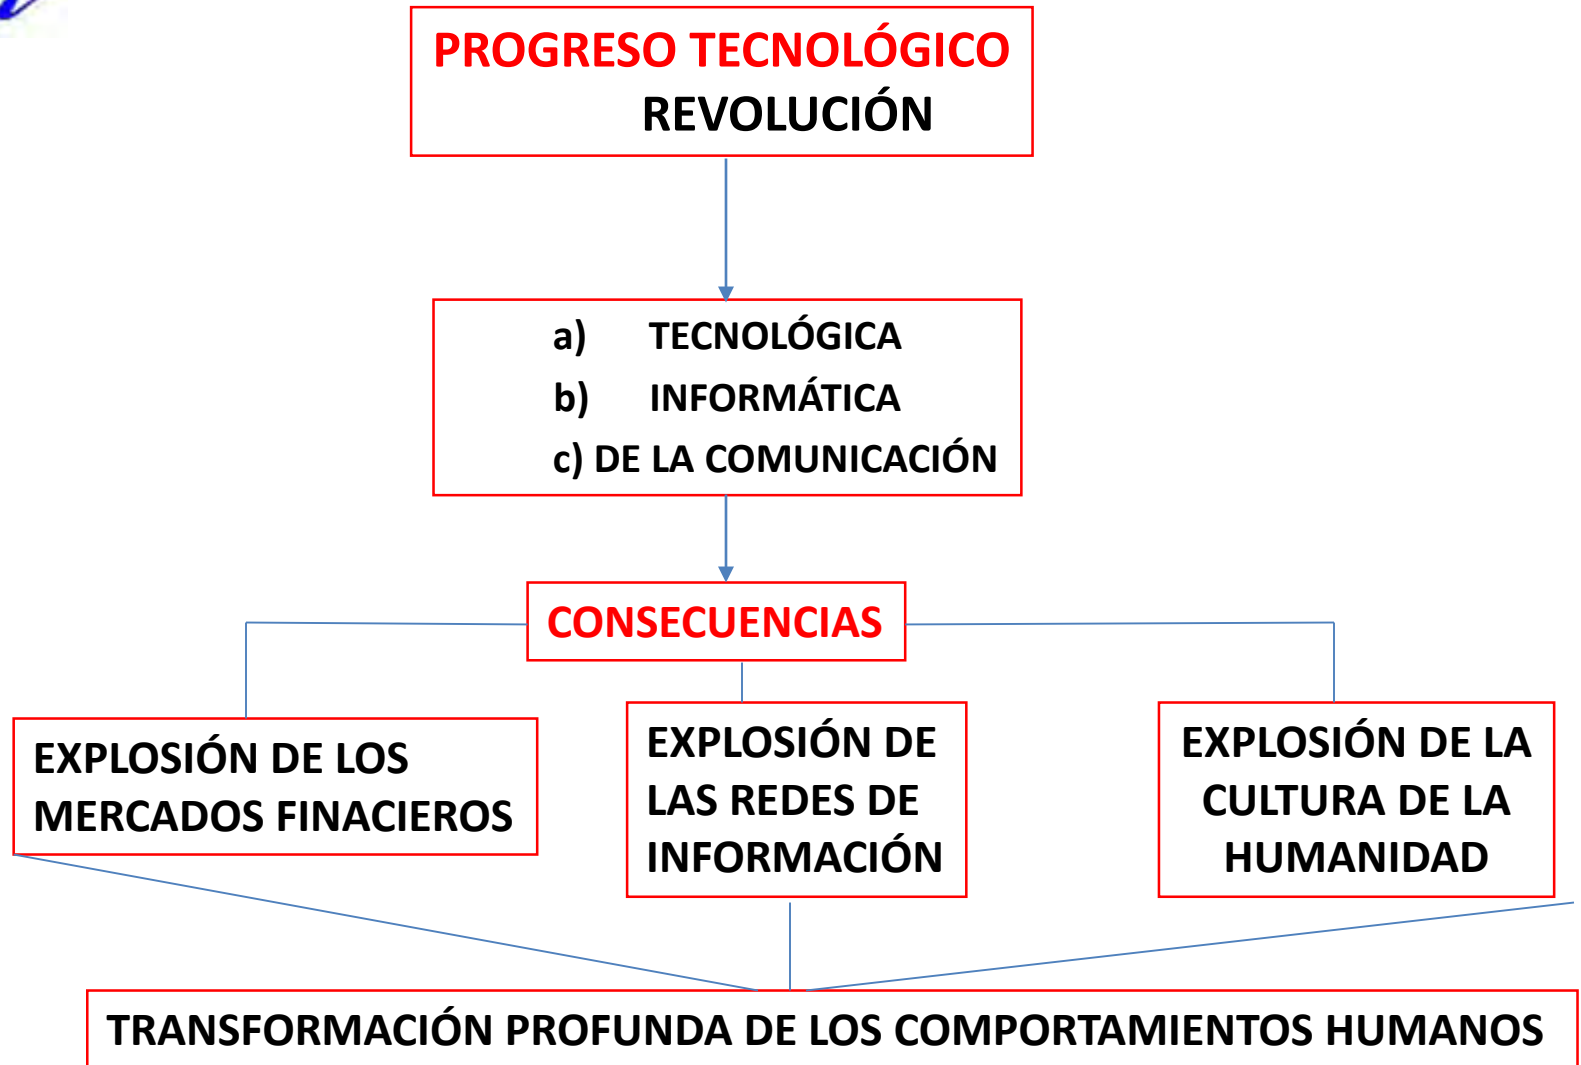 PROGRESO TECNOLÓGICO
REVOLUCIÓN
a) TECNOLÓGICA
b) INFORMÁTICA
c) DE LA COMUNICACIÓN
CONSECUENCIAS
EXPLOSIÓN DE LOS
MERCADOS FINACIEROS
EXPLOSIÓN DE
LAS REDES DE
INFORMACIÓN
EXPLOSIÓN DE LA
CULTURA DE LA
HUMANIDAD
TRANSFORMACIÓN PROFUNDA DE LOS COMPORTAMIENTOS HUMANOS